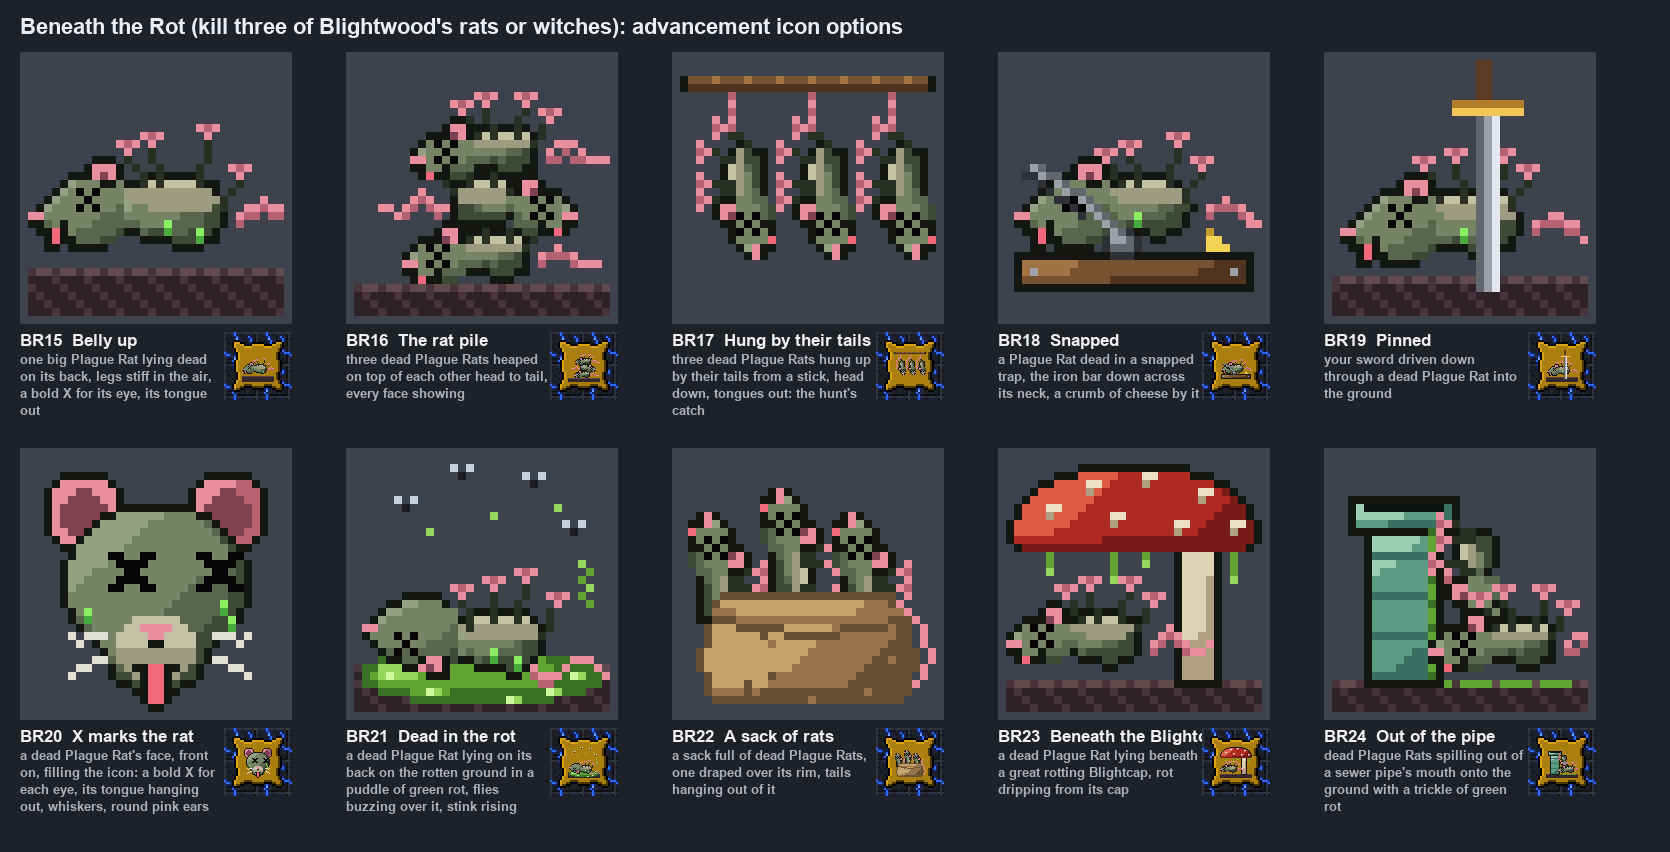 Beneath the Rot (kill three of Blightwood's rats or witches): advancement icon options
BR15 Belly up
one big Plague Rat lying dead
on its back, legs stiff in the air,
a bold X for its eye, its tongue
out
BR16 The rat pile
three dead Plague Rats heaped
on top of each other head to tail,
every face showing
BR17 Hung by their tails
three dead Plague Rats hung up
by their tails from a stick, head
down, tongues out: the hunt's
catch
BR18 Snapped
a Plague Rat dead in a snapped
trap, the iron bar down across
its neck, a crumb of cheese by it
BR19 Pinned
your sword driven down
through a dead Plague Rat into
the ground
BR20 X marks the rat
a dead Plague Rat's face, front
on, filling the icon: a bold X for
each eye, its tongue hanging
out, whiskers, round pink ears
BR21 Dead in the rot
a dead Plague Rat lying on its
back on the rotten ground in a
puddle of green rot, flies
buzzing over it, stink rising
BR22 A sack of rats
a sack full of dead Plague Rats,
one draped over its rim, tails
hanging out of it
BR23 Beneath the Blight
a dead Plague Rat lying beneath
a great rotting Blightcap, rot
dripping from its cap
BR24 Out of the pipe
dead Plague Rats spilling out of
a sewer pipe's mouth onto the
ground with a trickle of green
rot